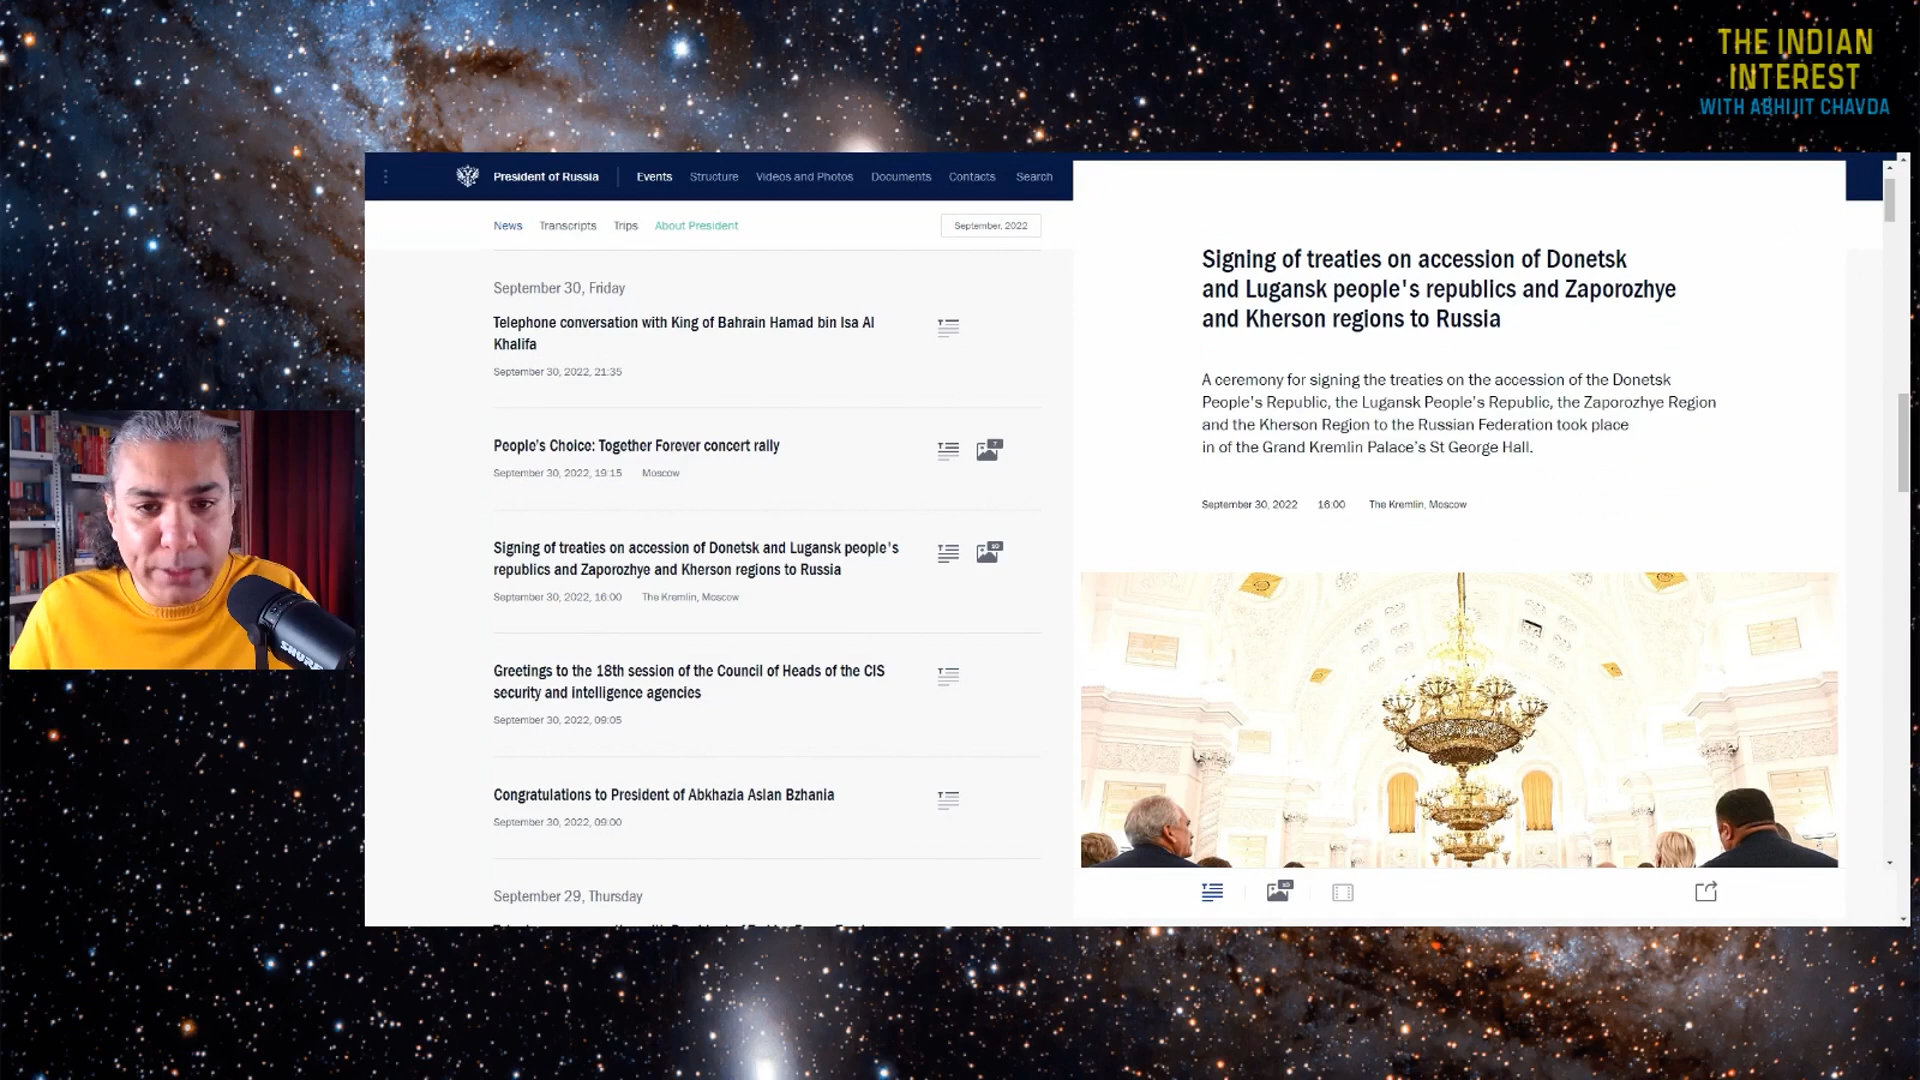 THE INDIAN
INTEREST
WITH ABHIJIT CHAVDA
President of Russia
Events
Structure
Videos and Photos
Documents
Contacts
Search
News
Transcripts
Trips
About President
September, 2022
September 30, Friday
Telephone conversation with King of Bahrain Hamad bin Isa Al
Khalifa
September 30, 2022, 21:35
People's Choice: Together Forever concert rally
September 30, 2022, 19:15 Moscow
Signing of treaties on accession of Donetsk and Lugansk people's
republics and Zaporozhye and Kherson regions to Russia
September 30, 2022, 16:00 The Kremlin, Moscow
Greetings to the 18th session of the Council of Heads of the CIS
security and intelligence agencies
September 30, 2022, 09:05
Congratulations to President of Abkhazia Aslan Bzhania
September 30, 2022, 09:00
September 29, Thursday
Signing of treaties on accession of Donetsk
and Lugansk people's republics and Zaporozhye
and Kherson regions to Russia
A ceremony for signing the treaties on the accession of the Donetsk
People's Republic, the Lugansk People's Republic, the Zaporozhye Region
and the Kherson Region to the Russian Federation took place
in of the Grand Kremlin Palace's St George Hall.
September 30, 2022 16:00 The Kremlin, Moscow
SHURE